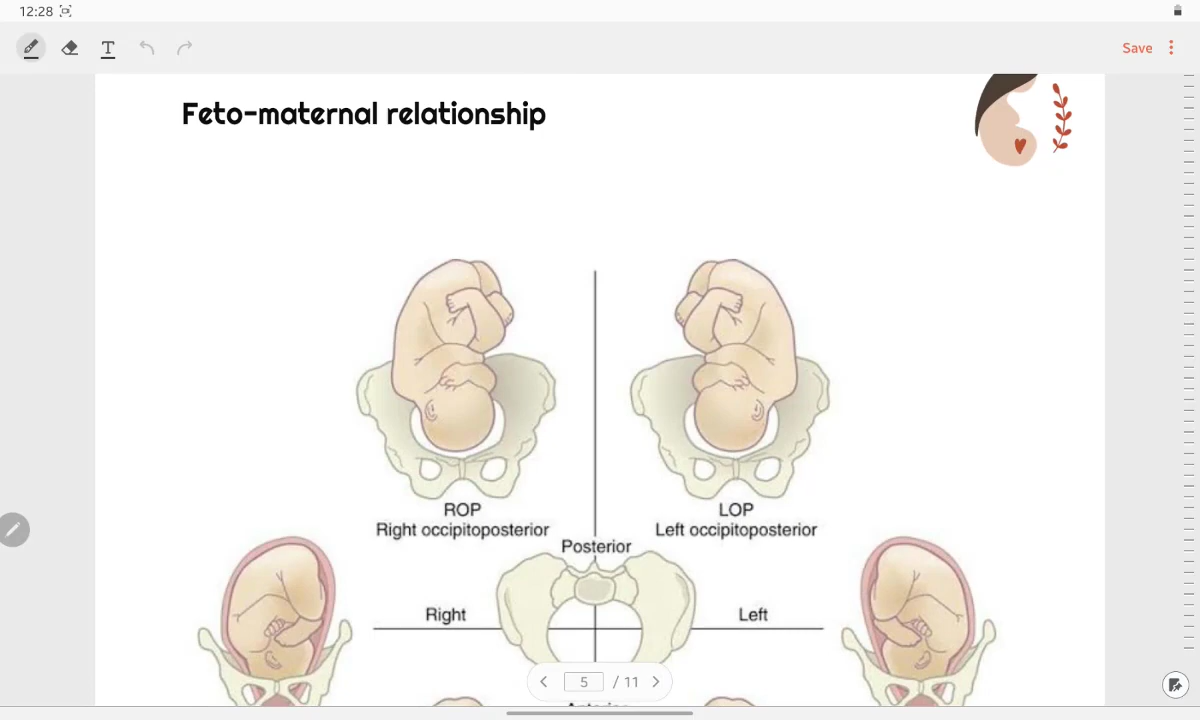 12:28
T
Save
Feto-maternal relationship
ROP
Right occipitoposterior
LOP
Left occipitoposterior
Posterior
Right
Left
5 / 11